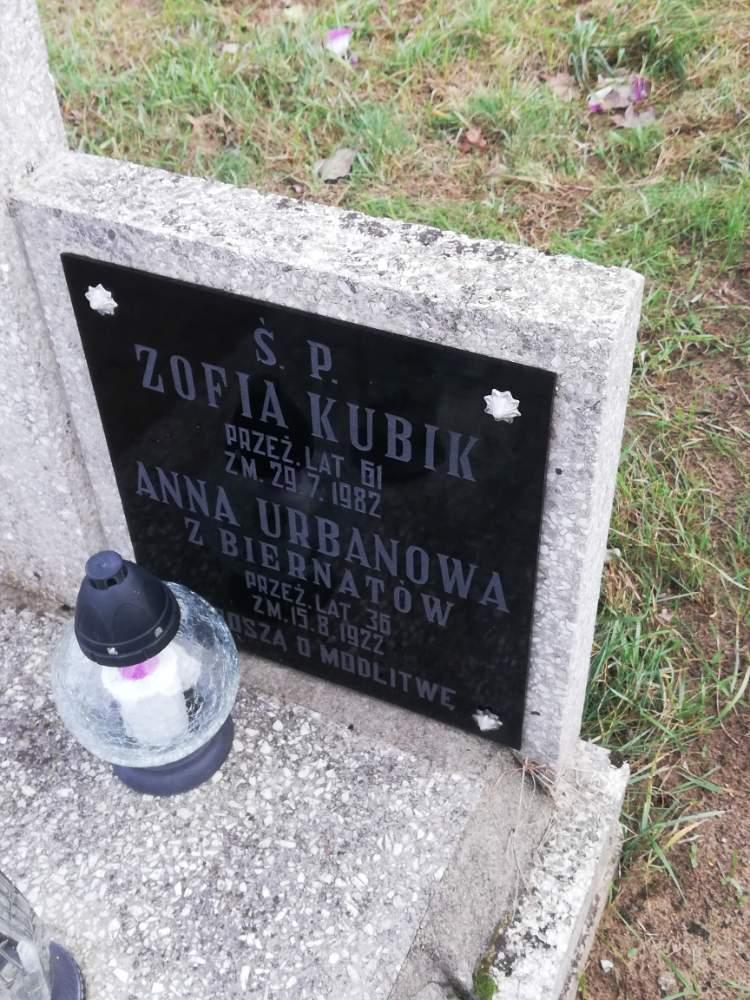 Ś. P.
ZOFIA KUBIK
PRZEŻ. LAT 61
ZM. 29.7.1982
ANNA URBANOWA
Z BIERNATÓW
PRZEŻ. LAT 36
ZM. 15.8.1922
O MODLITWĘ